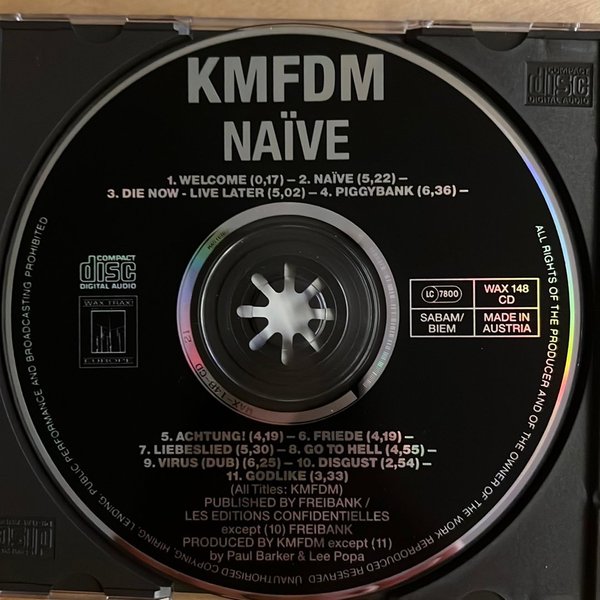 KMFDM
NAÏVE
1. WELCOME (0,17) – 2. NAÏVE (5,22) –
3. DIE NOW - LIVE LATER (5,02) – 4. PIGGYBANK (6,36) –
COMPACT
disc
DIGITAL AUDIO
WAX TRAX!
EUROPE
LC 7800
WAX 148
CD
SABAM/
BIEM
MADE IN
AUSTRIA
WAX 148-CD
5. ACHTUNG! (4,19) – 6. FRIEDE (4,19) –
7. LIEBESLIED (5,30) – 8. GO TO HELL (4,55) –
9. VIRUS (DUB) (6,25) – 10. DISGUST (2,54) –
11. GODLIKE (3,33)
(All Titles: KMFDM)
PUBLISHED BY FREIBANK /
LES EDITIONS CONFIDENTIELLES
except (10) FREIBANK
PRODUCED BY KMFDM except (11)
by Paul Barker & Lee Popa
ALL RIGHTS OF THE PRODUCER AND OF THE OWNER OF THE WORK REPRODUCED RESERVED UNAUTHORISED COPYING, HIRING, LENDING, PUBLIC PERFORMANCE AND BROADCASTING PROHIBITED
COMPACT
disc
DIGITAL AUDIO